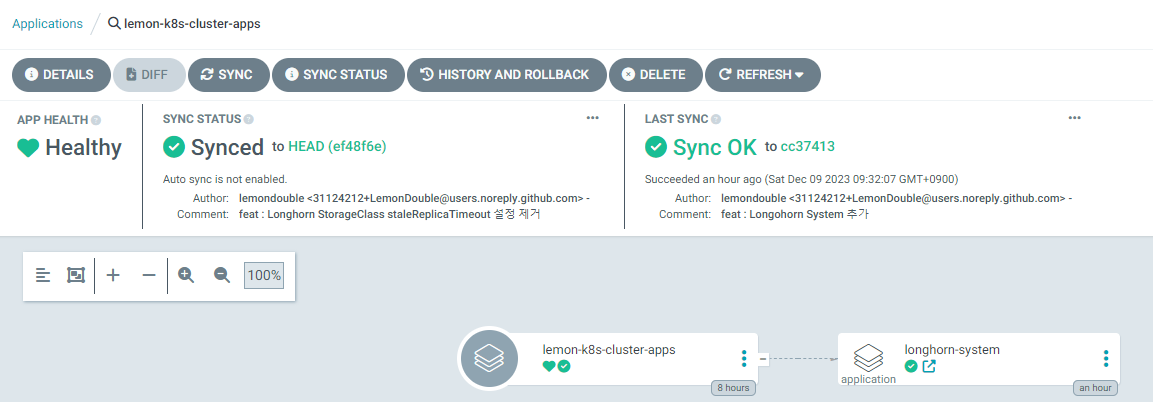 Applications / lemon-k8s-cluster-apps
DETAILS DIFF SYNC SYNC STATUS HISTORY AND ROLLBACK DELETE REFRESH
APP HEALTH
Healthy
SYNC STATUS
Synced to HEAD (ef48f6e)
Auto sync is not enabled.
Author: lemondouble <31124212+LemonDouble@users.noreply.github.com> -
Comment: feat : Longhorn StorageClass staleReplicaTimeout 설정 제거
LAST SYNC
Sync OK to cc37413
Succeeded an hour ago (Sat Dec 09 2023 09:32:07 GMT+0900)
Author: lemondouble <31124212+LemonDouble@users.noreply.github.com> -
Comment: feat : Longohorn System 추가
100%
lemon-k8s-cluster-apps
8 hours
longhorn-system
application
an hour